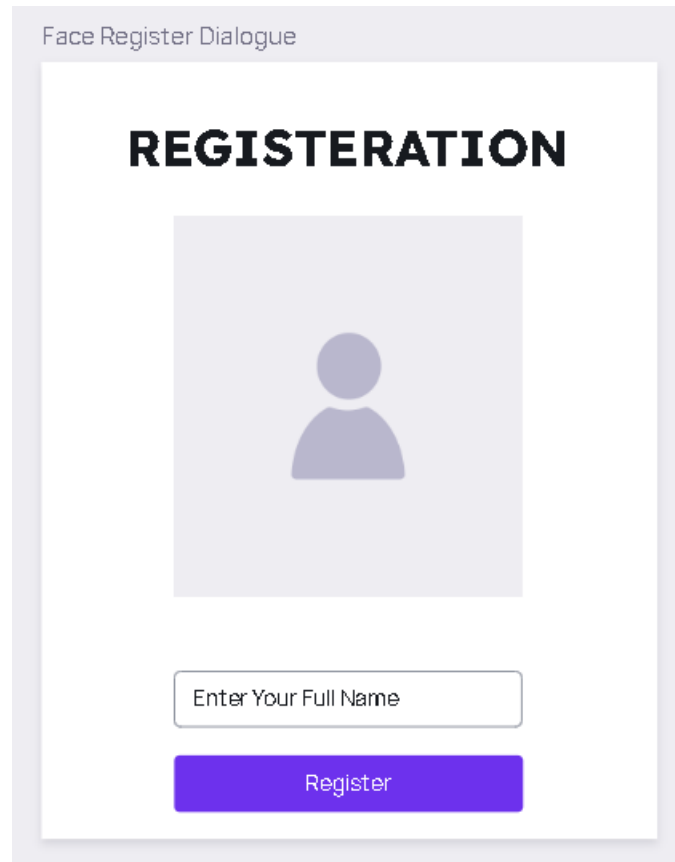 Face Register Dialogue
REGISTERATION
Enter Your Full Name
Register